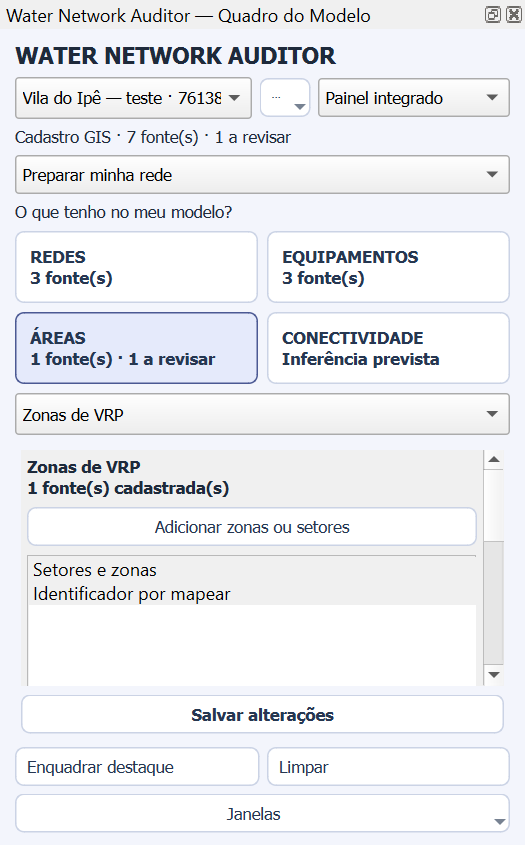 Water Network Auditor — Quadro do Modelo
WATER NETWORK AUDITOR
Vila do Ipê — teste · 76138
...
Painel integrado
Cadastro GIS · 7 fonte(s) · 1 a revisar
Preparar minha rede
O que tenho no meu modelo?
REDES
3 fonte(s)
EQUIPAMENTOS
3 fonte(s)
ÁREAS
1 fonte(s) · 1 a revisar
CONECTIVIDADE
Inferência prevista
Zonas de VRP
Zonas de VRP
1 fonte(s) cadastrada(s)
Adicionar zonas ou setores
Setores e zonas
Identificador por mapear
Salvar alterações
Enquadrar destaque
Limpar
Janelas